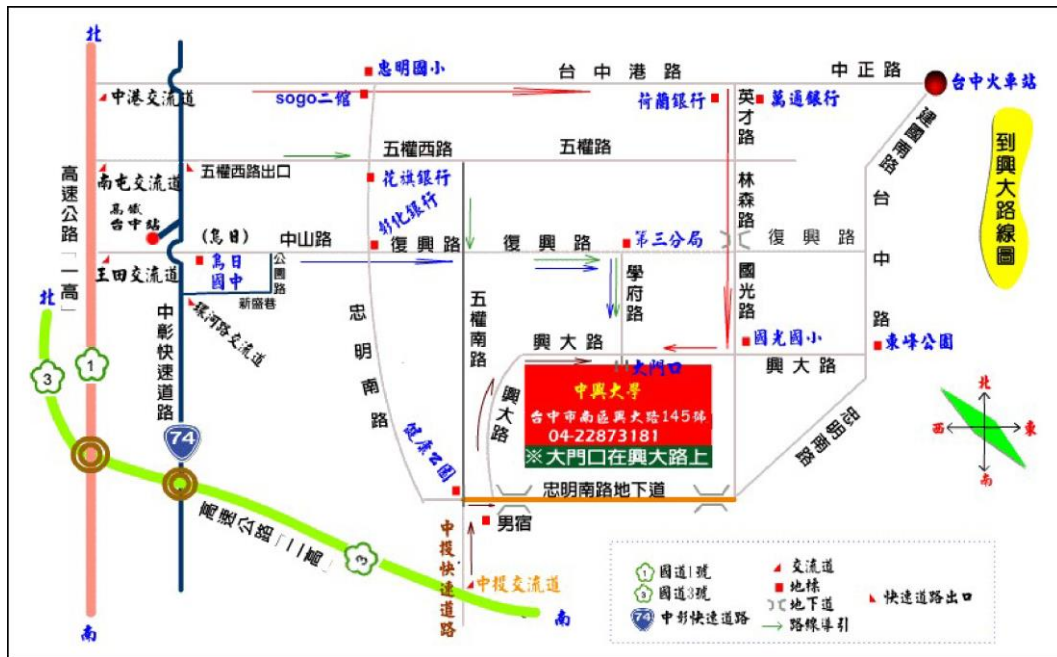 北
忠明國小
台中港路
中正路
台中火車站
中港交流道
sogo二館
荷蘭銀行
英才路
萬通銀行
建國南路
到興大路線圖
高速公路「一高」
南屯交流道
五權西路出口
五權西路
五權路
花旗銀行
彰化銀行
林森路
台中路
高鐵
台中站
(烏日)
中山路
復興路
復興路
第三分局
復興路
王田交流道
烏日
國中
公園路
新盛巷
北
環河路交流道
中彰快速道路
忠明南路
五權南路
學府路
國光路
國光國小
興大路
興大路
東峰公園
大門口
3
1
興大路
中興大學
台中市南區興大路145號
04-22873181
※大門口在興大路上
忠明南路
北
西
東
南
74
健康公園
忠明南路地下道
高速公路「二高」
3
男宿
中投快速道路
中投交流道
南
南
1 國道1號
3 國道3號
74 中彰快速道路
交流道
地標
地下道
路線導引
快速道路出口